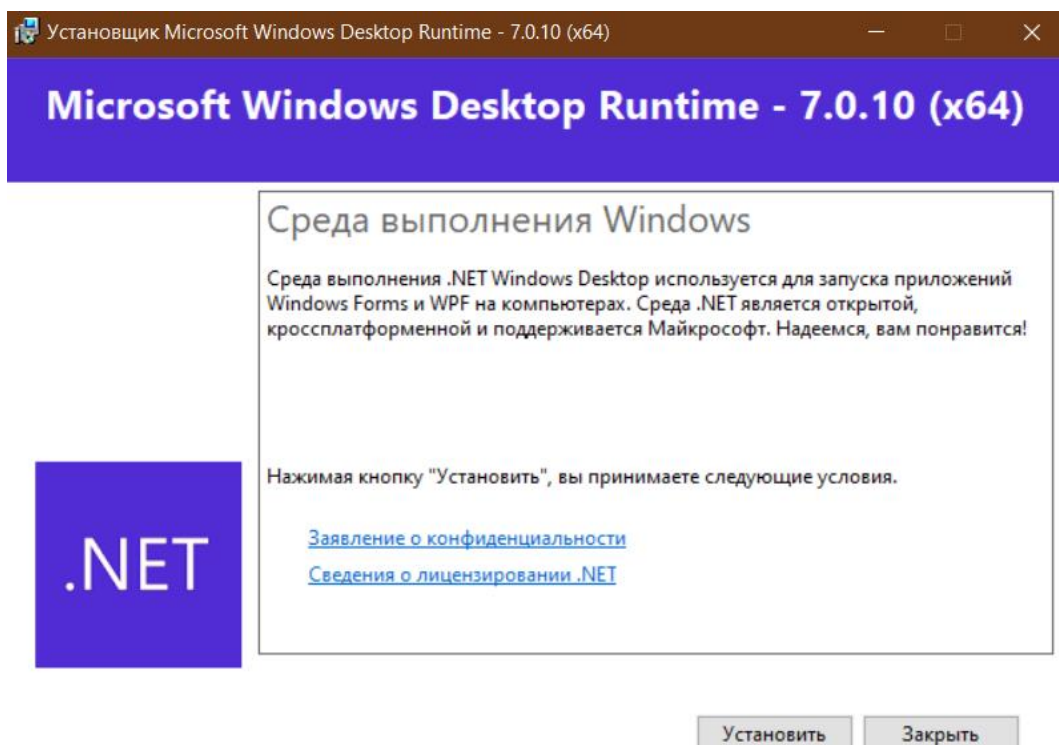 Установщик Microsoft Windows Desktop Runtime - 7.0.10 (x64)
Microsoft Windows Desktop Runtime - 7.0.10 (x64)
Среда выполнения Windows
Среда выполнения .NET Windows Desktop используется для запуска приложений
Windows Forms и WPF на компьютерах. Среда .NET является открытой,
кроссплатформенной и поддерживается Майкрософт. Надеемся, вам понравится!
Нажимая кнопку "Установить", вы принимаете следующие условия.
Заявление о конфиденциальности
.NET
Сведения о лицензировании .NET
Установить
Закрыть